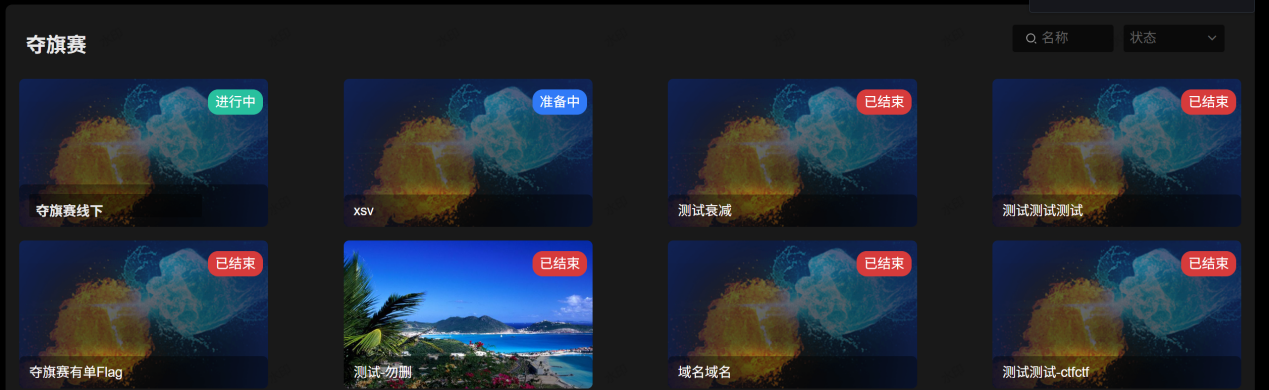 夺旗赛
名称
状态
进行中
准备中
已结束
已结束
夺旗赛线下
xsv
测试衰减
测试测试测试
已结束
已结束
已结束
已结束
夺旗赛有单Flag
测试-勿删
域名域名
测试测试-ctfctf